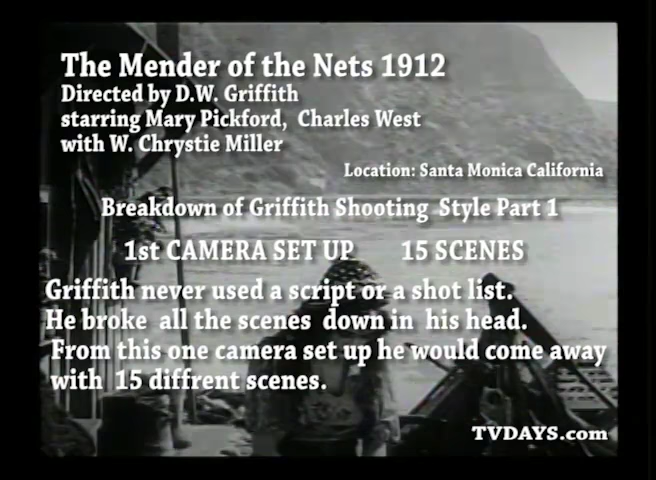 The Mender of the Nets 1912
Directed by D.W. Griffith
starring Mary Pickford, Charles West
with W. Chrystie Miller
Location: Santa Monica California
Breakdown of Griffith Shooting Style Part 1
1st CAMERA SET UP 15 SCENES
Griffith never used a script or a shot list.
He broke all the scenes down in his head.
From this one camera set up he would come away
with 15 diffrent scenes.
TVDAYS.com